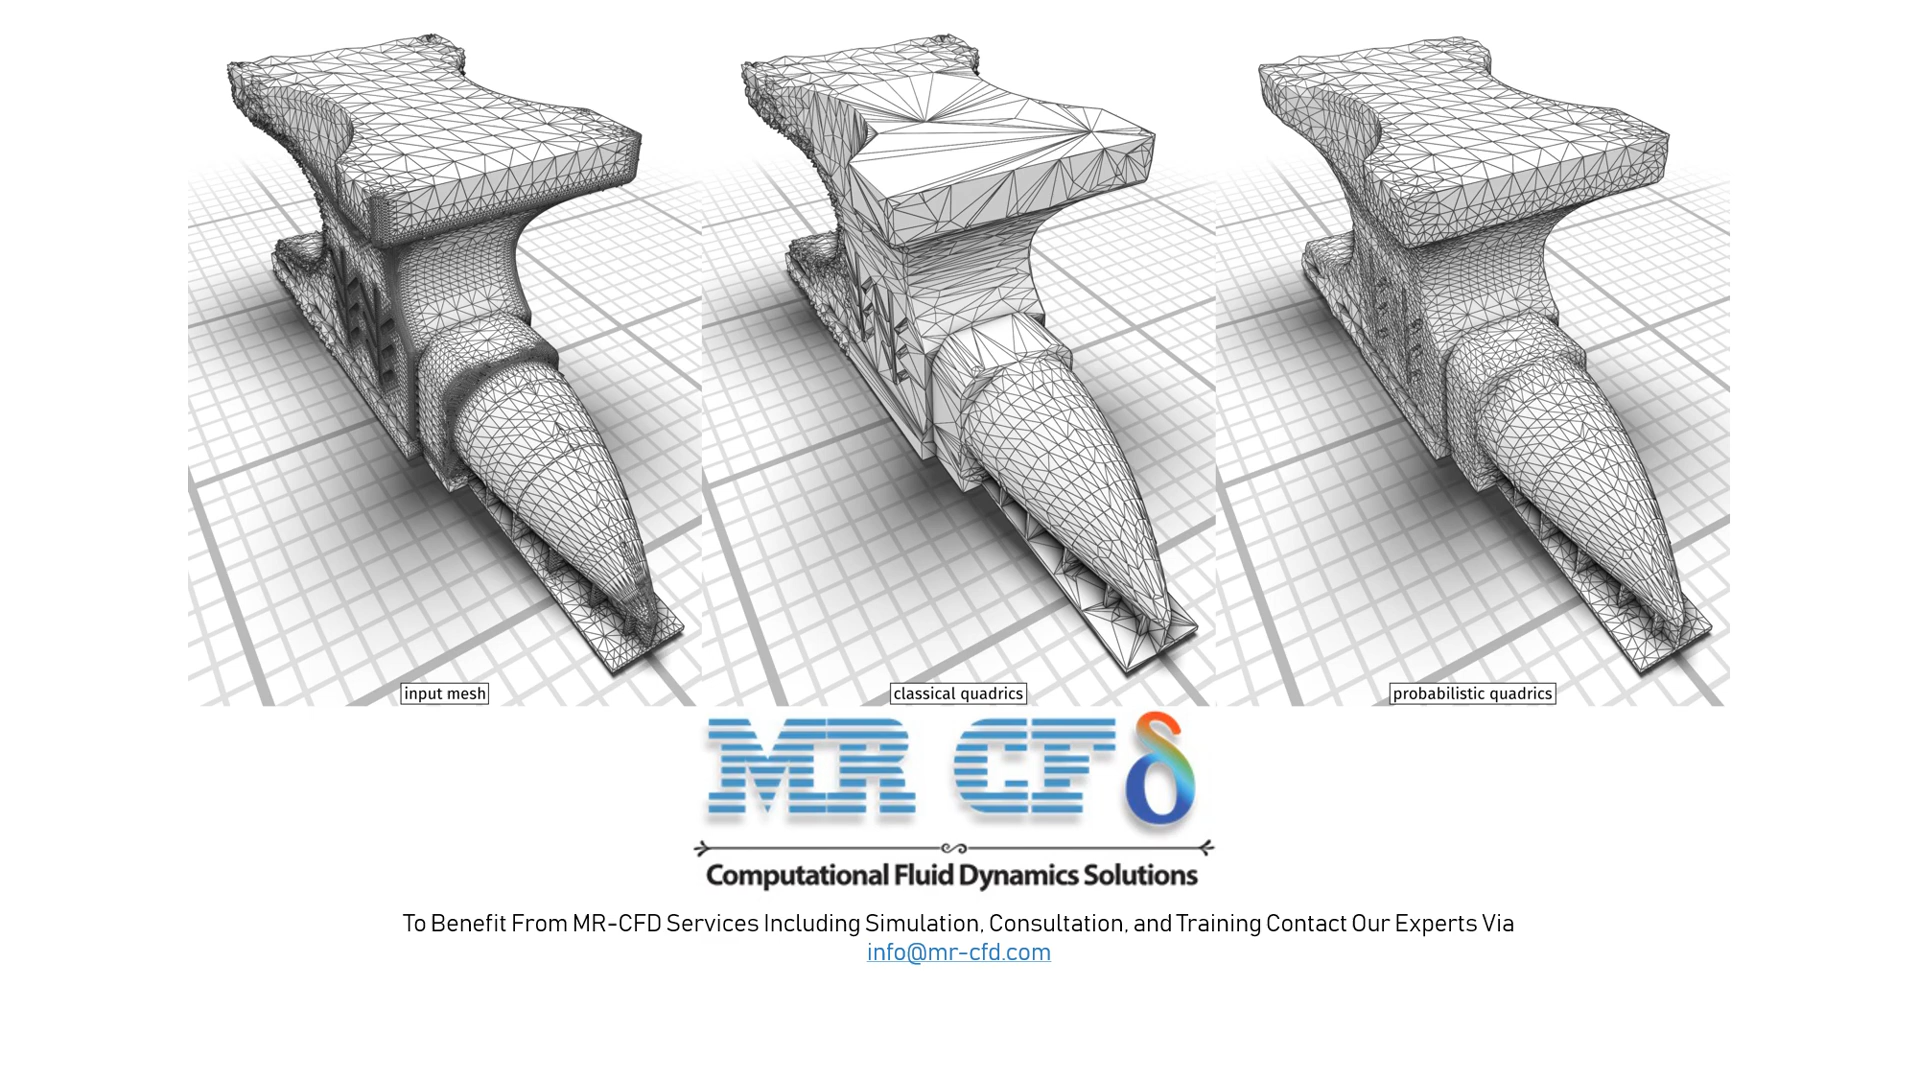 input mesh
classical quadrics
probabilistic quadrics
MR CFδ
Computational Fluid Dynamics Solutions
To Benefit From MR-CFD Services Including Simulation, Consultation, and Training Contact Our Experts Via
info@mr-cfd.com